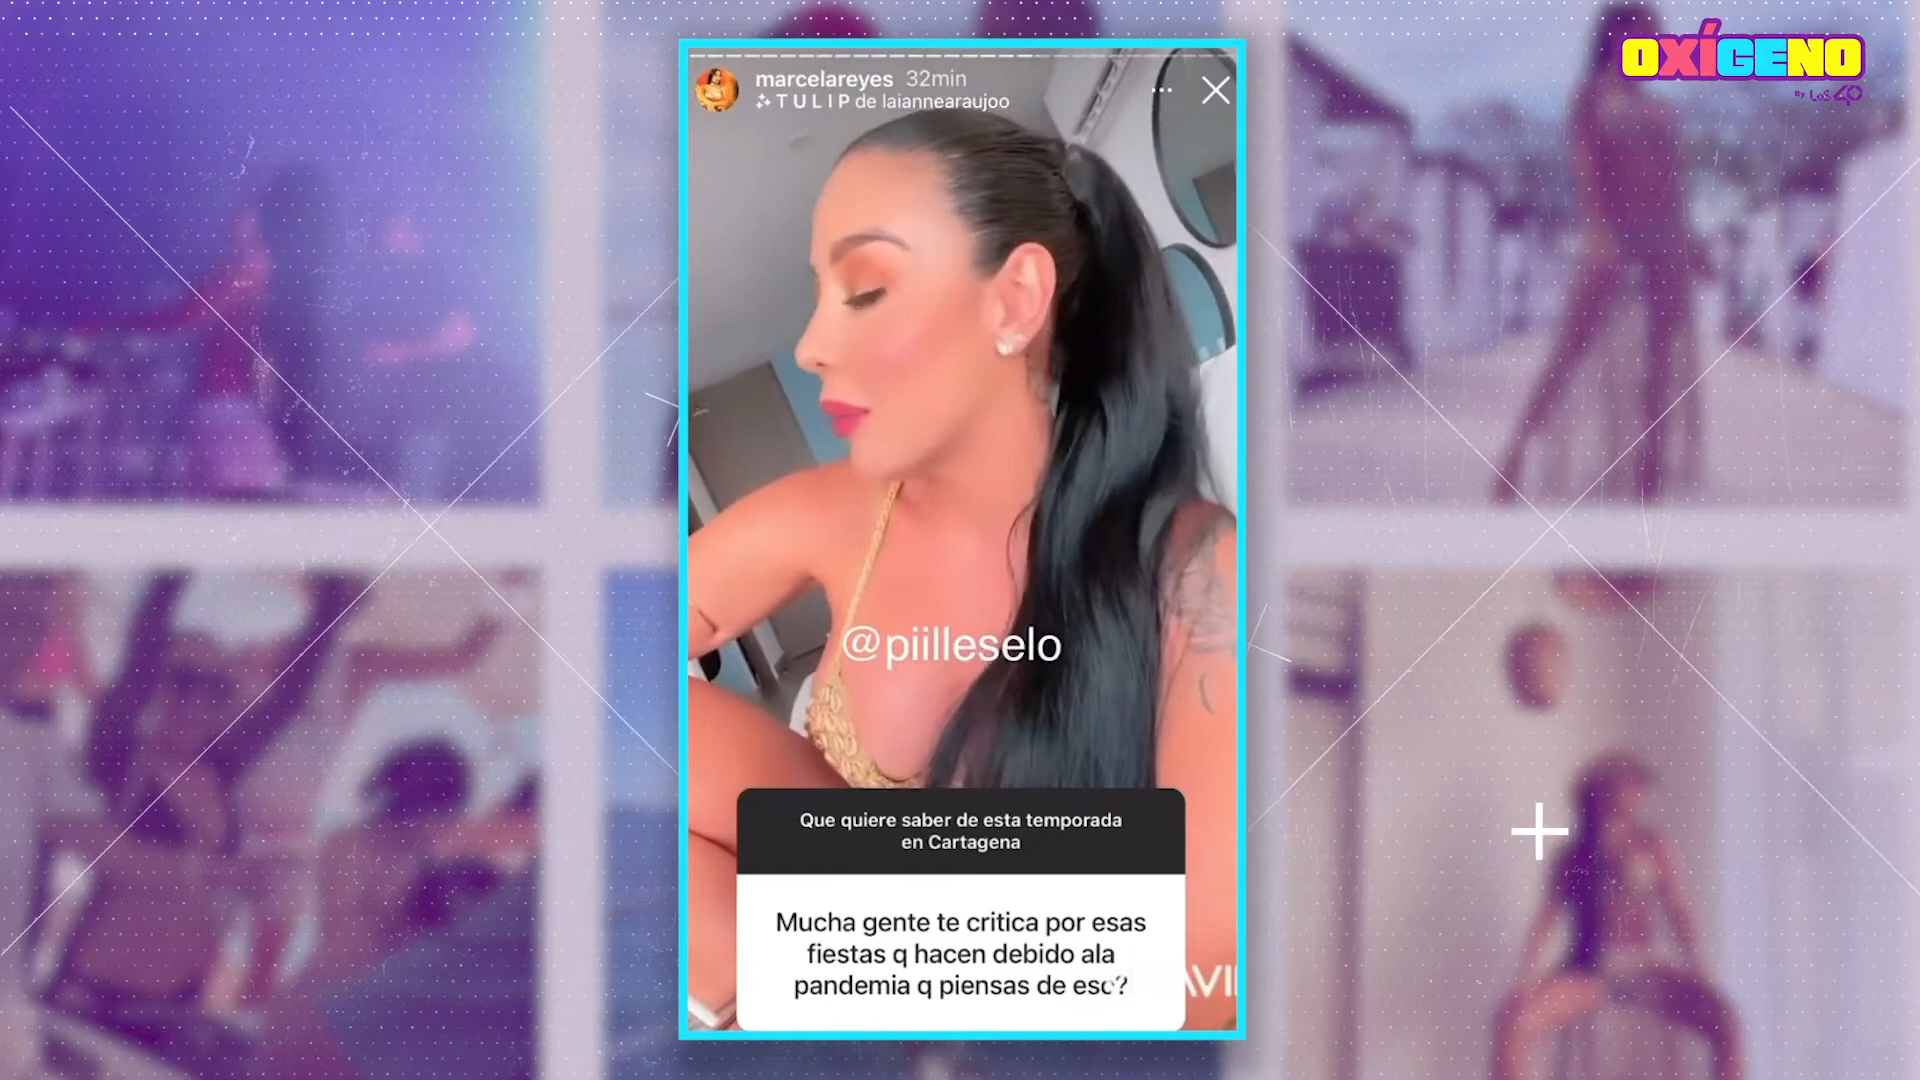 OXÍGENO
By LOS40
marcelareyes 32min
TULIP de laiannearaujoo
@piilleselo
Que quiere saber de esta temporada
en Cartagena
Mucha gente te critica por esas
fiestas q hacen debido ala
pandemia q piensas de eso?